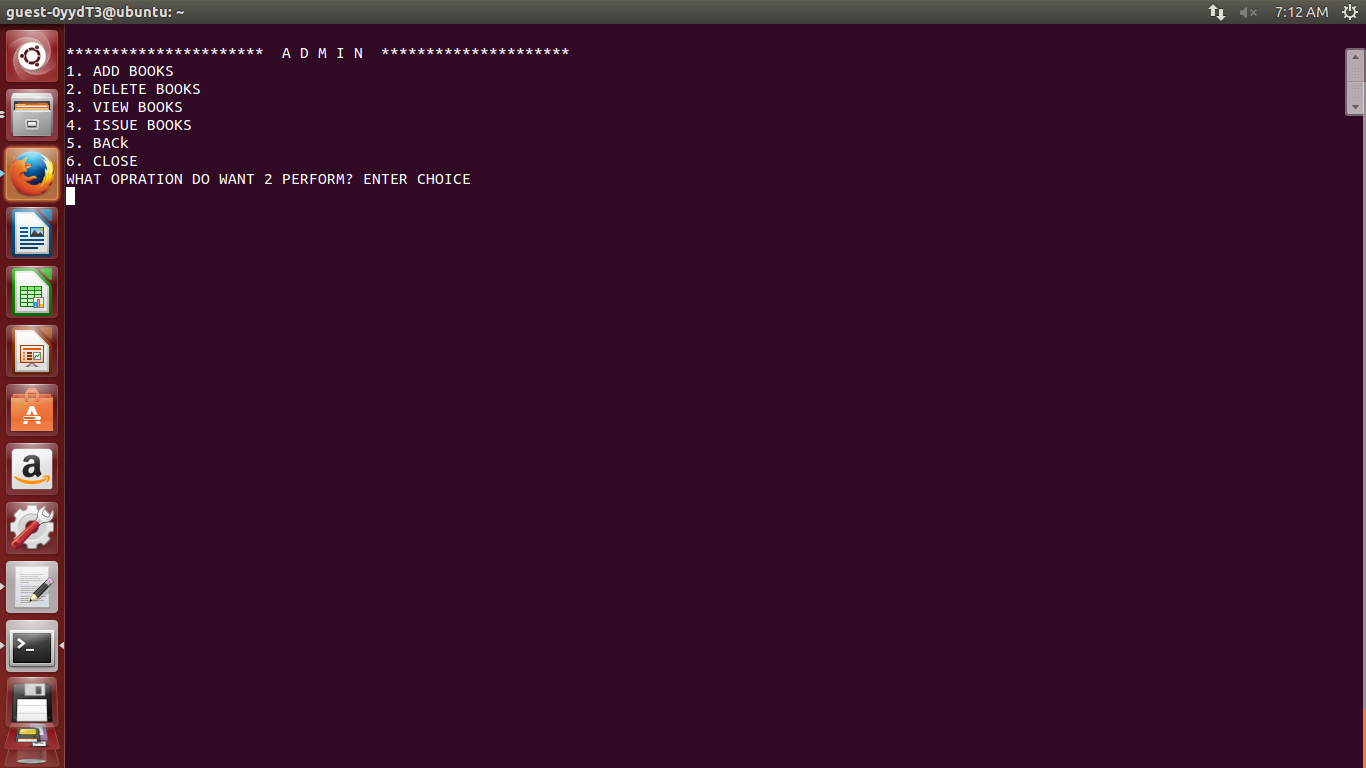 guest-0yydT3@ubuntu: ~
7:12 AM
********************** A D M I N *********************
1. ADD BOOKS
2. DELETE BOOKS
3. VIEW BOOKS
4. ISSUE BOOKS
5. BACk
6. CLOSE
WHAT OPRATION DO WANT 2 PERFORM? ENTER CHOICE